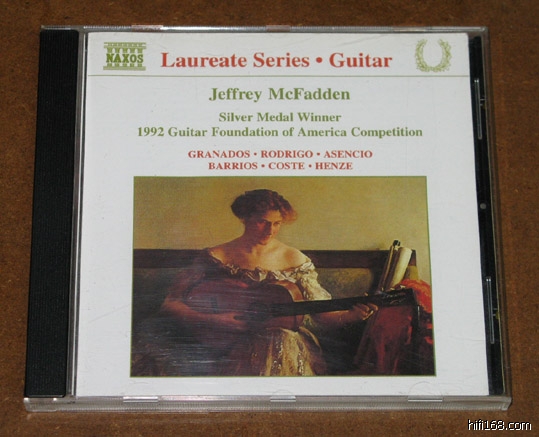 NAXOS
Laureate Series • Guitar
Jeffrey McFadden
Silver Medal Winner
1992 Guitar Foundation of America Competition
GRANADOS • RODRIGO • ASENCIO
BARRIOS • COSTE • HENZE
hifi168.com